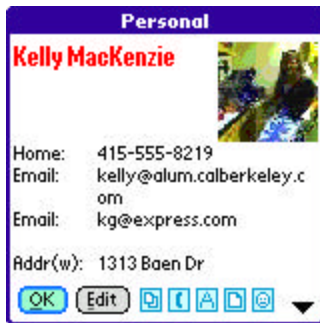 Personal
Kelly MacKenzie
Home: 415-555-8219
Email: kelly@alum.calberkeley.c
om
Email: kg@express.com
Addr(w): 1313 Baen Dr
OK Edit